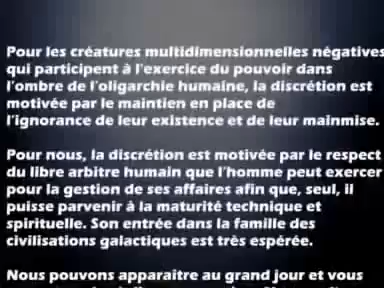 Pour les créatures multidimensionnelles négatives
qui participent à l'exercice du pouvoir dans
l'ombre de l'oligarchie humaine, la discrétion est
motivée par le maintien en place de
l'ignorance de leur existence et de leur mainmise.
Pour nous, la discrétion est motivée par le respect
du libre arbitre humain que l'homme peut exercer
pour la gestion de ses affaires afin que, seul, il
puisse parvenir à la maturité technique et
spirituelle. Son entrée dans la famille des
civilisations galactiques est très espérée.
Nous pouvons apparaître au grand jour et vous